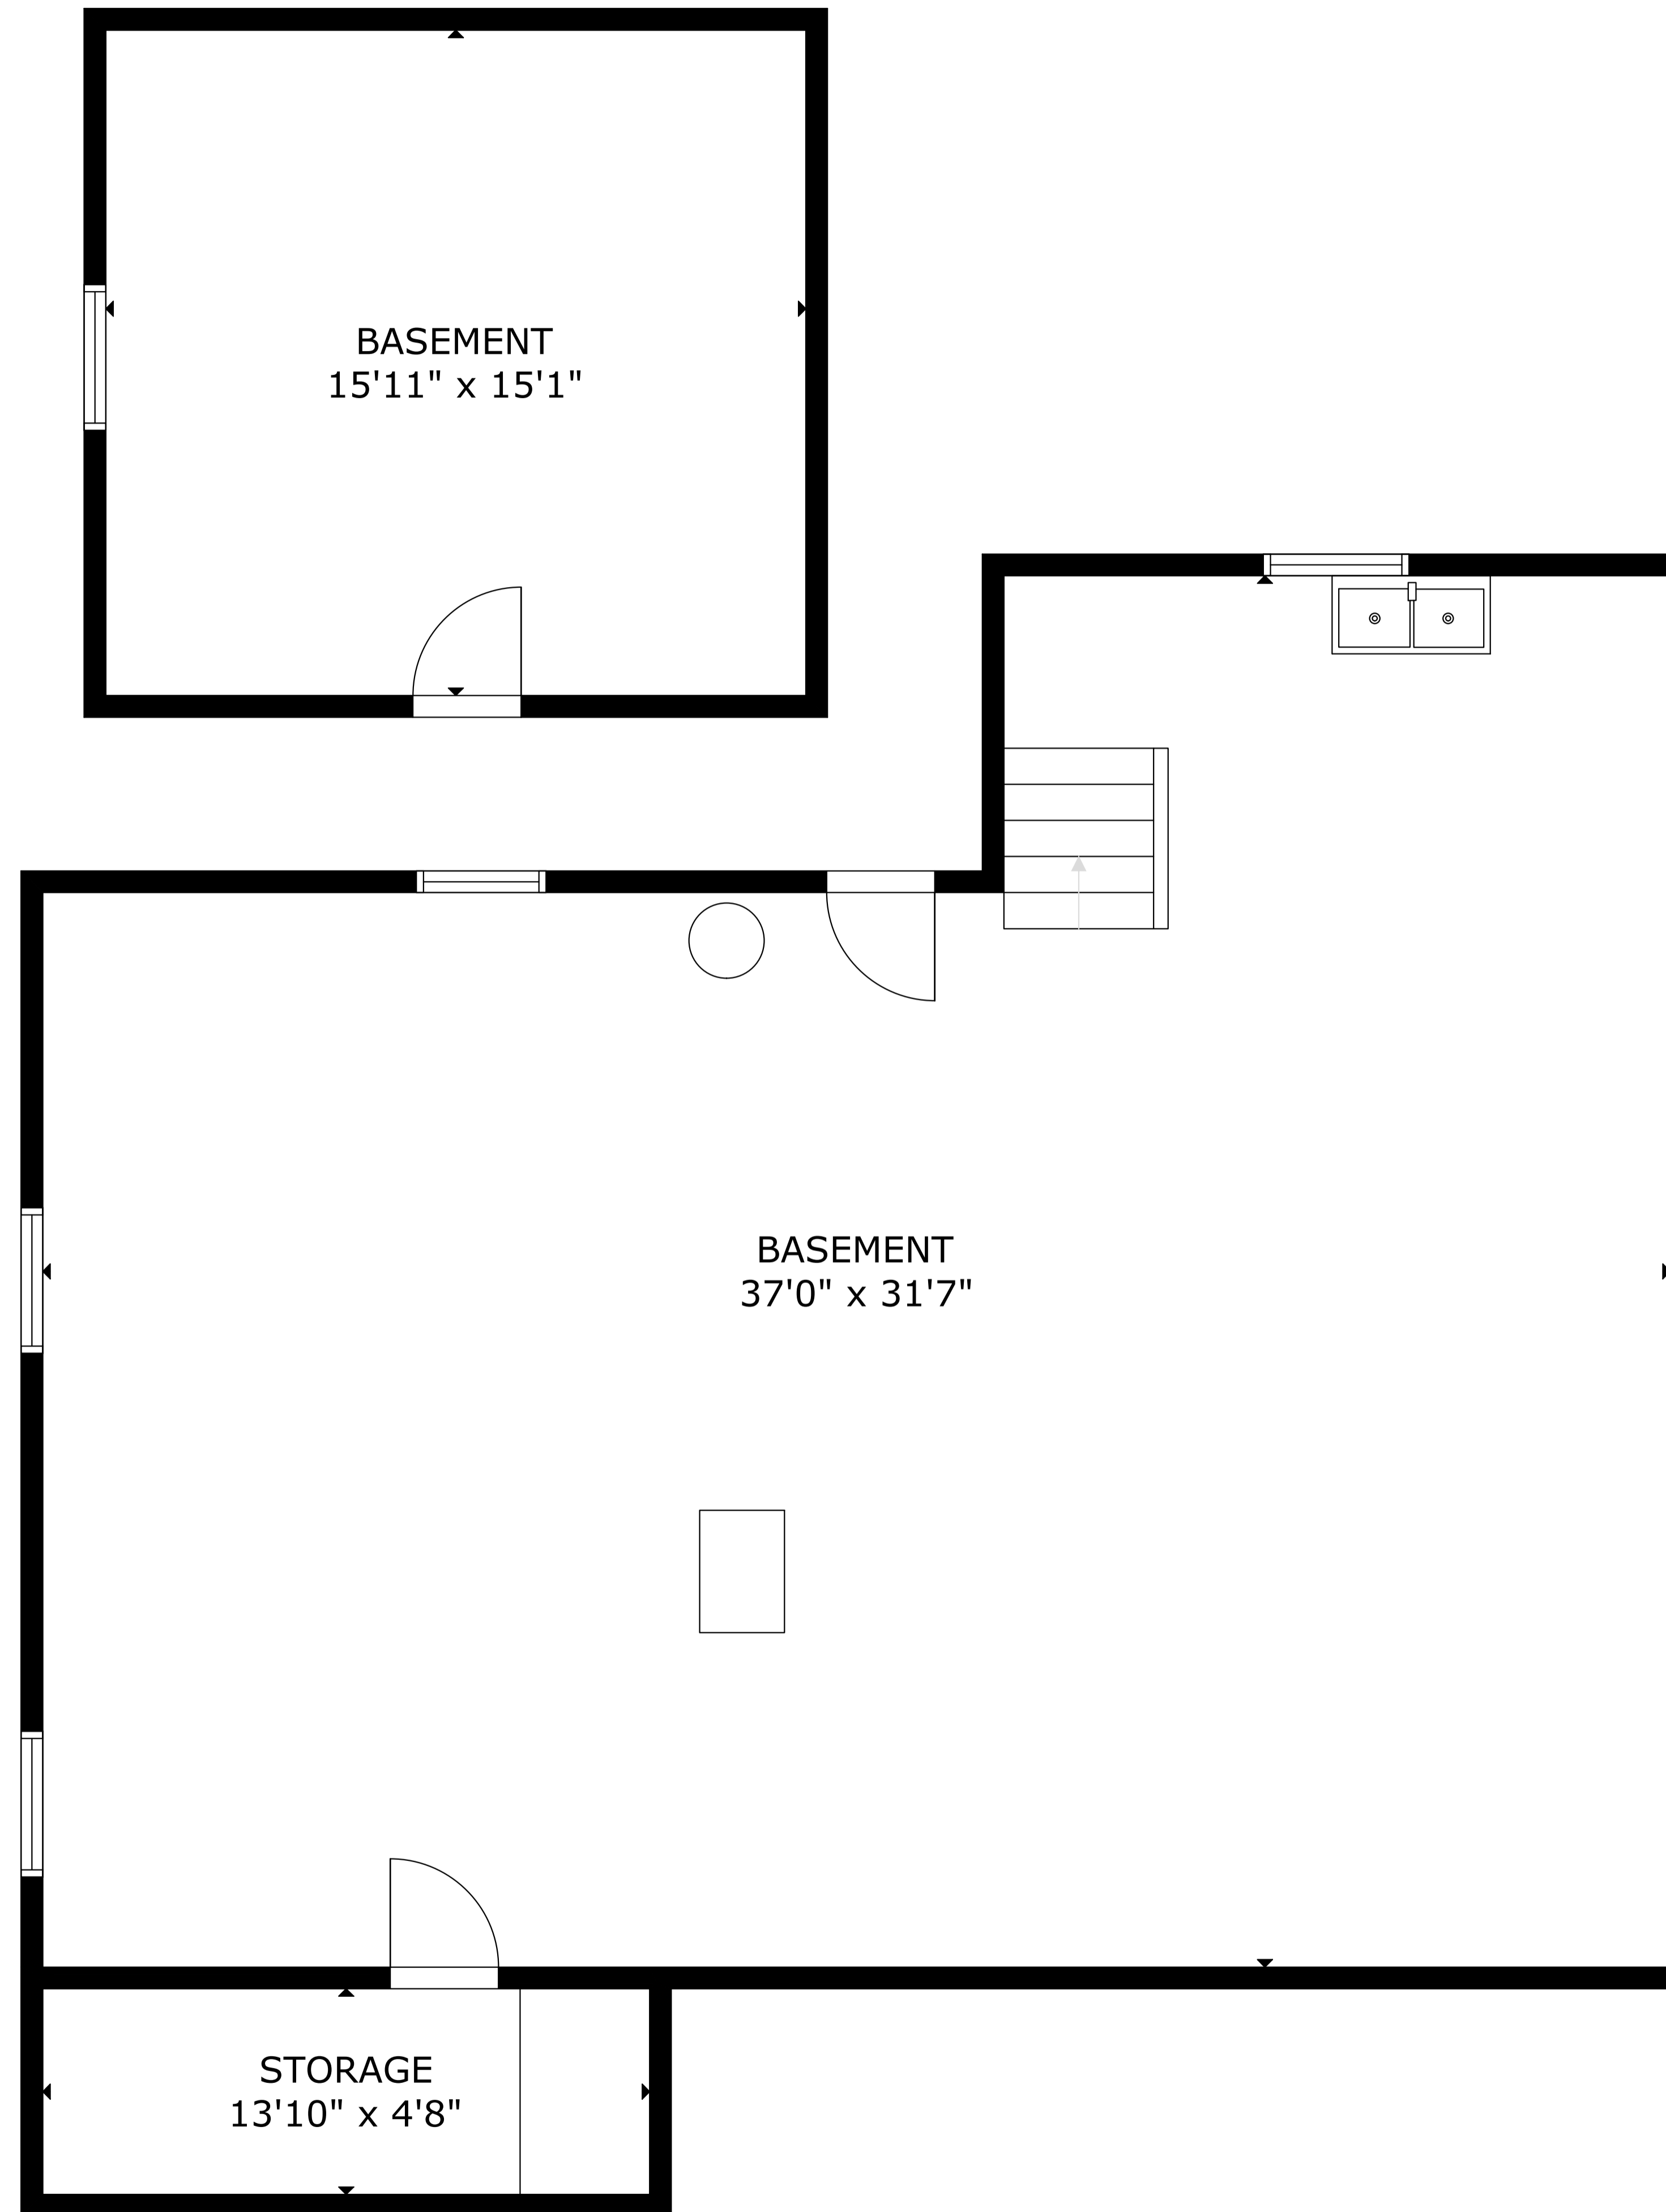 BASEMENT
15'11" x 15'1"
BASEMENT
37'0" x 31'7"
STORAGE
13'10" x 4'8"